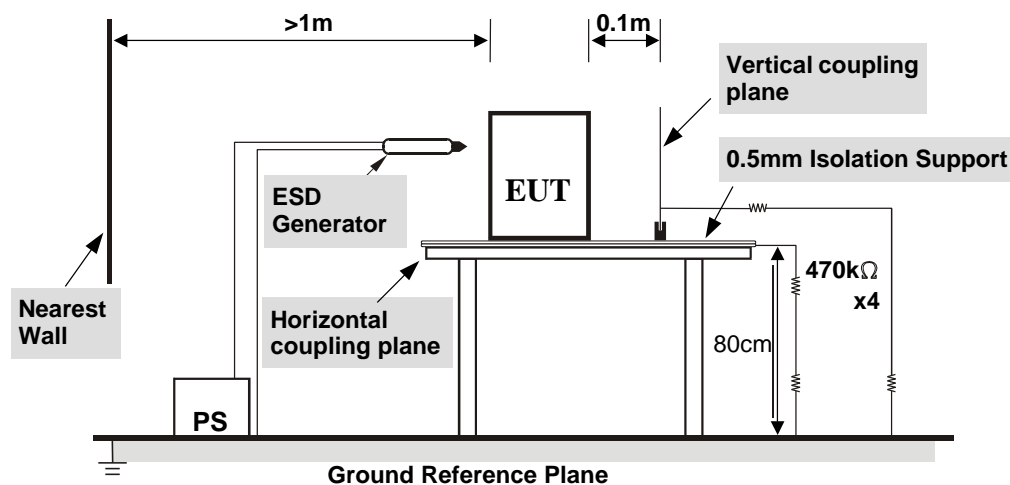 >1m
0.1m
Vertical coupling
plane
0.5mm Isolation Support
ESD
Generator
EUT
Nearest
Wall
Horizontal
coupling plane
470kΩ
x4
80cm
PS
Ground Reference Plane